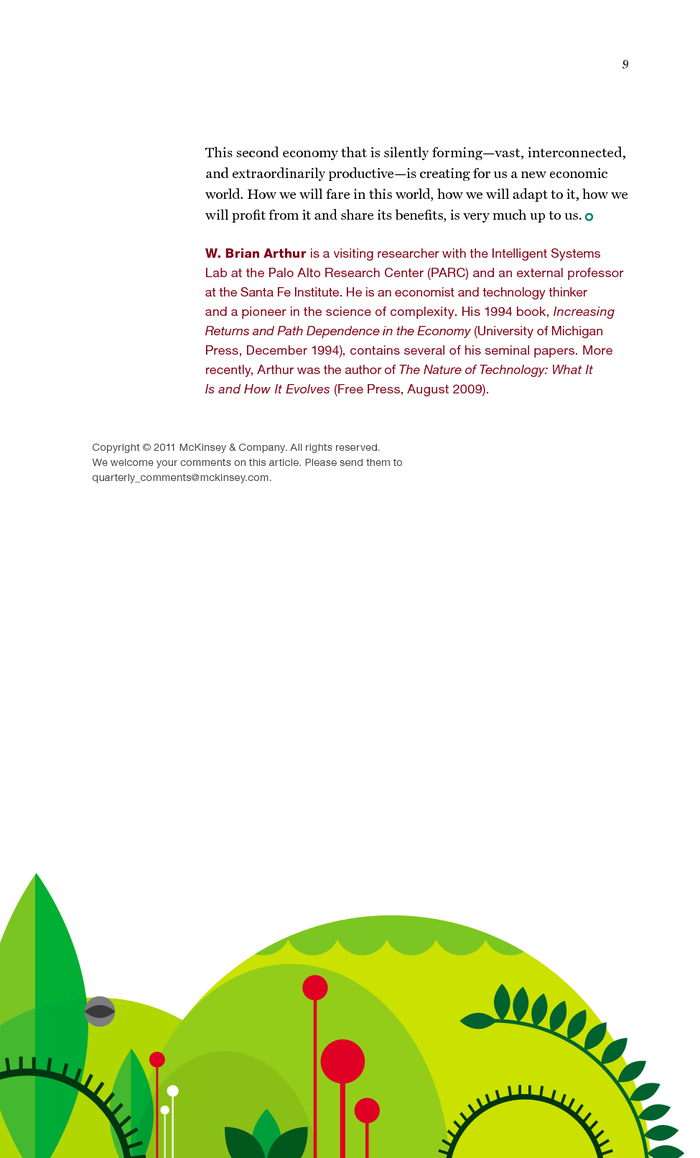 9
This second economy that is silently forming—vast, interconnected,
and extraordinarily productive—is creating for us a new economic
world. How we will fare in this world, how we will adapt to it, how we
will profit from it and share its benefits, is very much up to us.
W. Brian Arthur is a visiting researcher with the Intelligent Systems
Lab at the Palo Alto Research Center (PARC) and an external professor
at the Santa Fe Institute. He is an economist and technology thinker
and a pioneer in the science of complexity. His 1994 book, Increasing
Returns and Path Dependence in the Economy (University of Michigan
Press, December 1994), contains several of his seminal papers. More
recently, Arthur was the author of The Nature of Technology: What It
Is and How It Evolves (Free Press, August 2009).
Copyright © 2011 McKinsey & Company. All rights reserved.
We welcome your comments on this article. Please send them to
quarterly_comments@mckinsey.com.